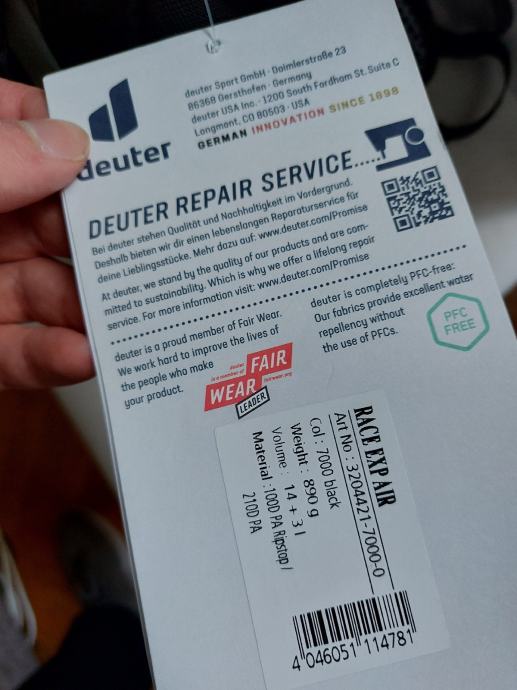 deuter
deuter Sport GmbH · Daimlerstraße 23
86368 Gersthofen · Germany
deuter USA Inc. · 1200 South Fordham St. Suite C
Longmont, CO 80503 · USA
GERMAN INNOVATION SINCE 1898
DEUTER REPAIR SERVICE.....
Bei deuter stehen Qualität und Nachhaltigkeit im Vordergrund.
Deshalb bieten wir dir einen lebenslangen Reparaturservice für
deine Lieblingsstücke. Mehr dazu auf: www.deuter.com/Promise
At deuter, we stand by the quality of our products and are com-
mitted to sustainability. Which is why we offer a lifelong repair
service. For more information visit: www.deuter.com/Promise
deuter is a proud member of Fair Wear.
We work hard to improve the lives of
the people who make
your product.
deuter
is a member of
FAIR
WEAR
fairwear.org
LEADER
deuter is completely PFC-free:
Our fabrics provide excellent water
repellency without
the use of PFCs.
PFC
FREE
RACE EXP AIR
Art No : 3204421-7000-0
Col : 7000 black
Weight : 890 g
Volume : 14 + 3 l
Material :100D PA Ripstop /
210D PA
4 046051 114781